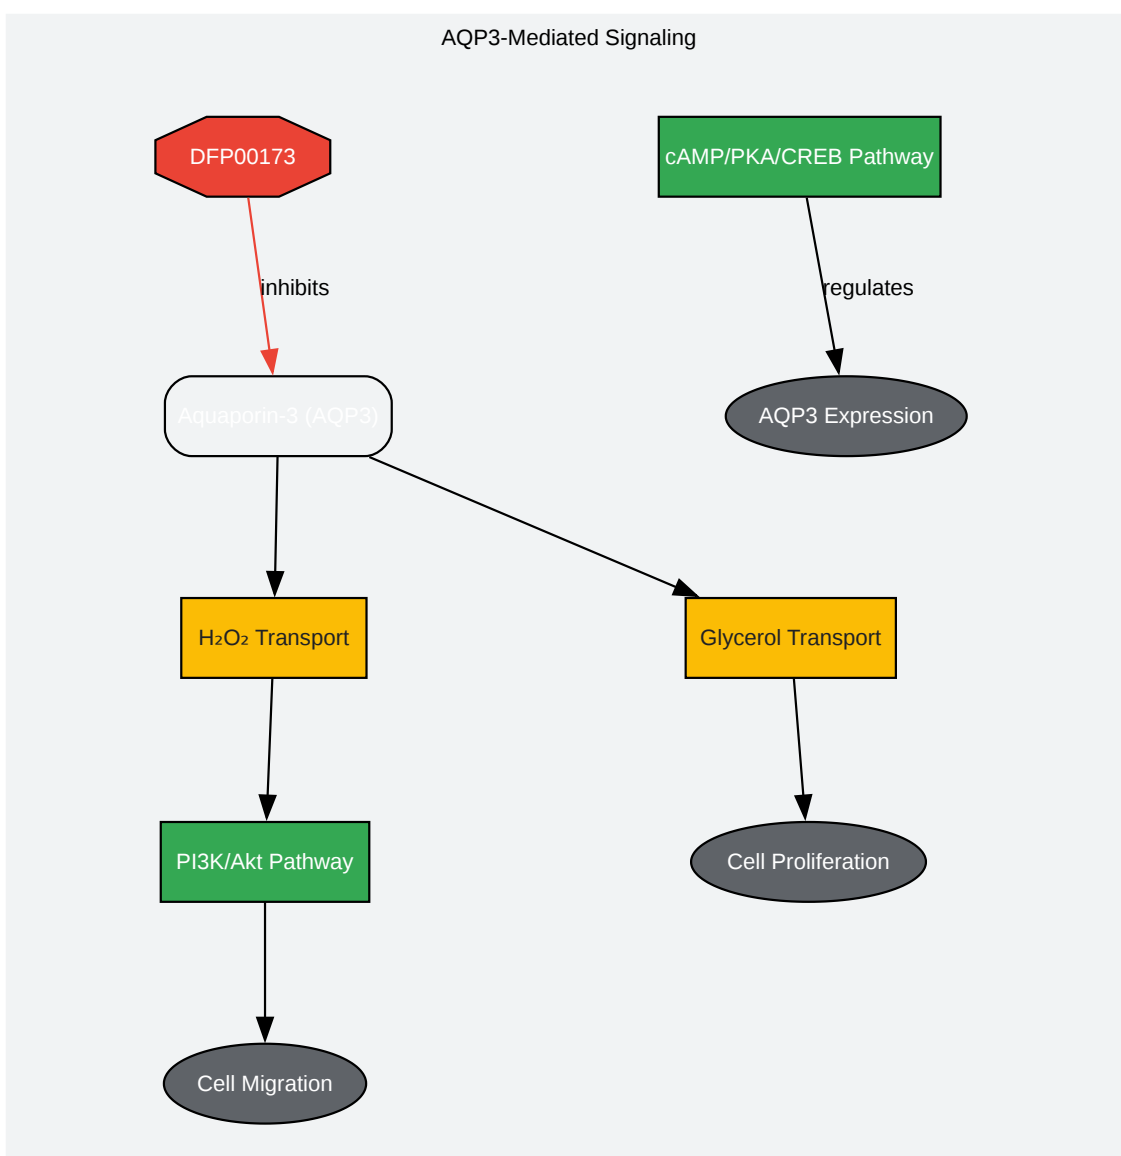 AQP3-Mediated Signaling
DFP00173
cAMP/PKA/CREB Pathway
inhibits
regulates
Aquaporin-3 (AQP3)
AQP3 Expression
H₂O₂ Transport
Glycerol Transport
PI3K/Akt Pathway
Cell Proliferation
Cell Migration